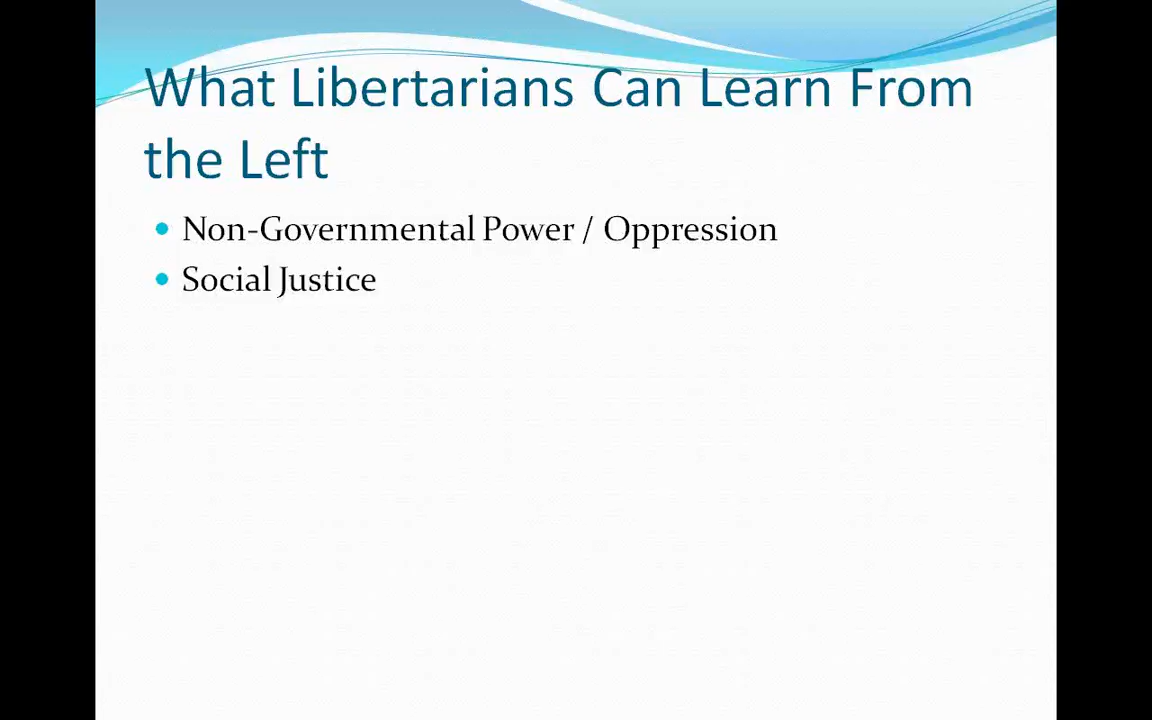 What Libertarians Can Learn From
the Left
Non-Governmental Power / Oppression
Social Justice